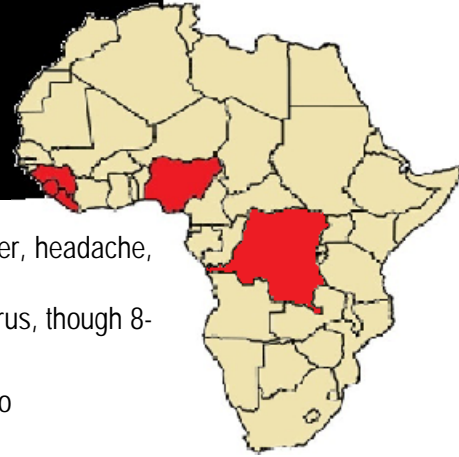 er, headache,
rus, though 8-
o